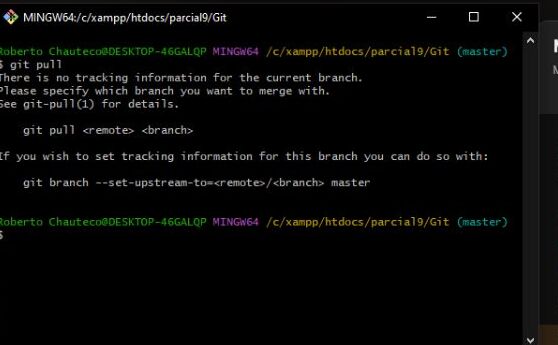 MINGW64:/c/xampp/htdocs/parcial9/Git
Roberto Chauteco@DESKTOP-46GALQP MINGW64 /c/xampp/htdocs/parcial9/Git (master)
$ git pull
There is no tracking information for the current branch.
Please specify which branch you want to merge with.
See git-pull(1) for details.
git pull <remote> <branch>
If you wish to set tracking information for this branch you can do so with:
git branch --set-upstream-to=<remote>/<branch> master
Roberto Chauteco@DESKTOP-46GALQP MINGW64 /c/xampp/htdocs/parcial9/Git (master)
$